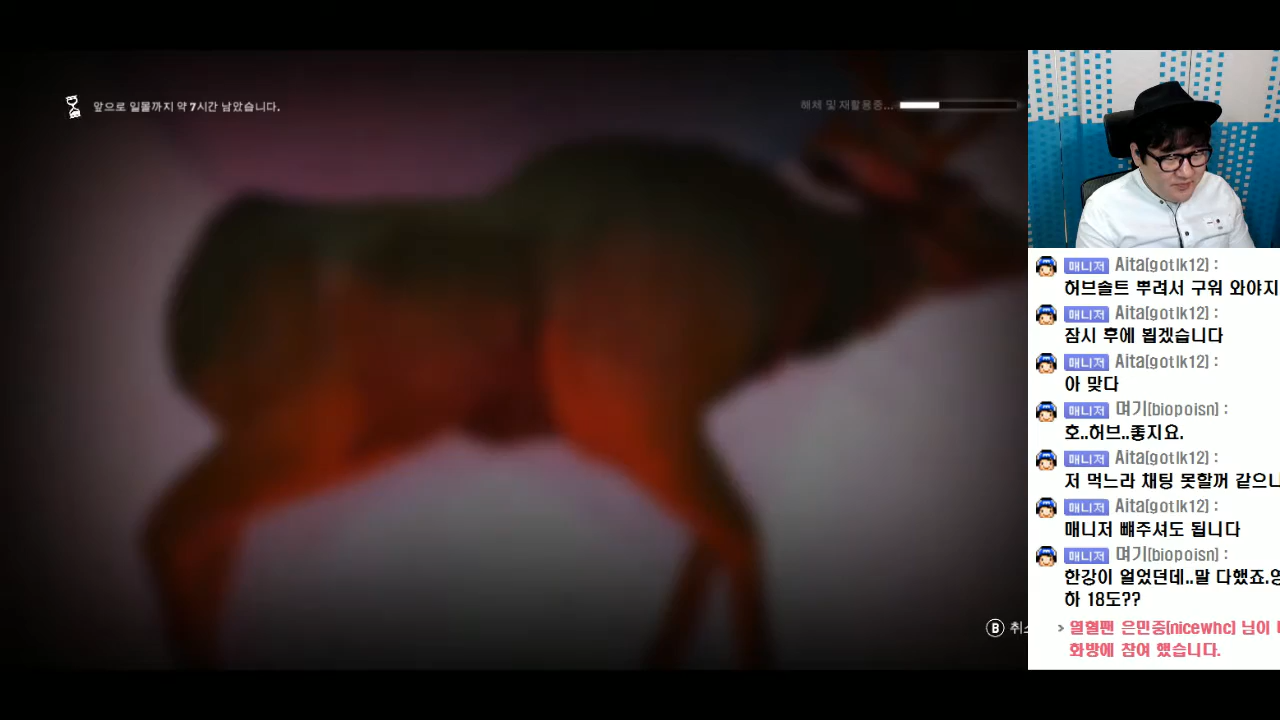 앞으로 일몰까지 약 7시간 남았습니다.
해체 및 재활용중...
매니저 Aita(gotlk12) :
허브솔트 뿌려서 구워 와야지
매니저 Aita(gotlk12) :
잠시 후에 뵙겠습니다
매니저 Aita(gotlk12) :
아 맞다
매니저 며기(biopoisn) :
호..허브..좋지요.
매니저 Aita(gotlk12) :
저 먹느라 채팅 못할꺼 같으니
매니저 Aita(gotlk12) :
매니저 빼주셔도 됩니다
매니저 며기(biopoisn) :
한강이 얼었던데..말 다했죠.영
하 18도??
> 열혈팬 은민중(nicewhc) 님이
화방에 참여 했습니다.
B 취소